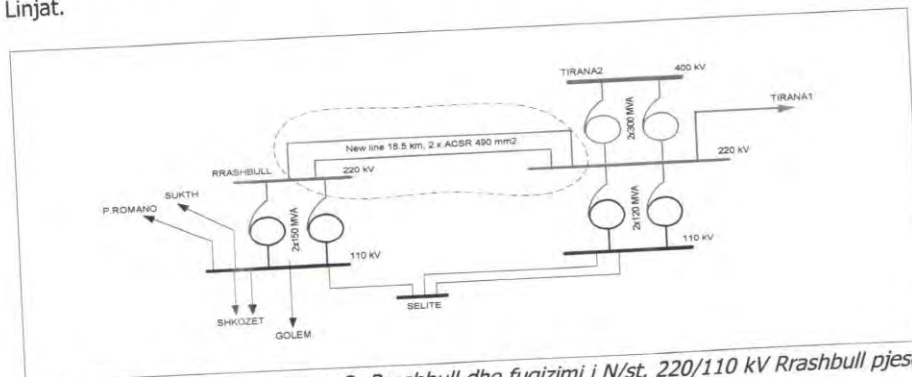 Linjat.
TIRANA2
400 kV
TIRANA1
2x300 MVA
New line 18.5 km, 2 x ACSR 490 mm2
220 kV
RRASHBULL
220 kV
SUKTH
P.ROMANO
2x150 MVA
2x120 MVA
110 kV
110 kV
SELITE
SHKOZET
GOLEM
Rrashbull dhe fuqizimi i N/st. 220/110 kV Rrashbull